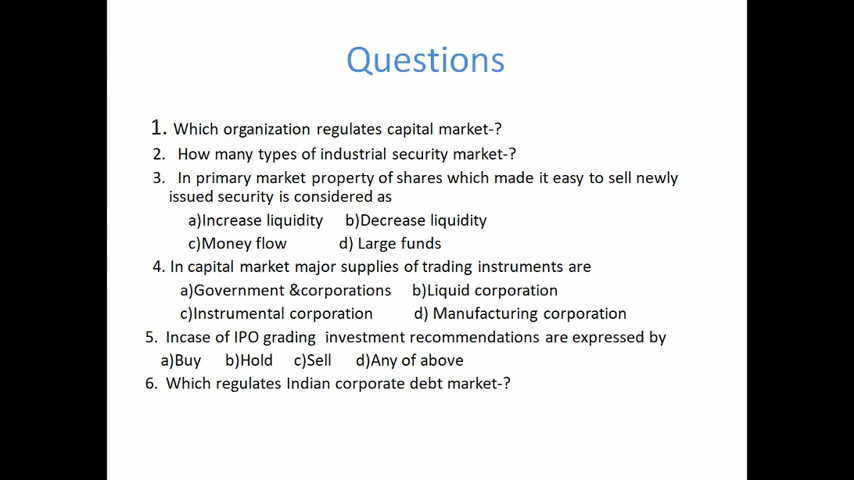 Questions
1. Which organization regulates capital market-?
2. How many types of industrial security market-?
3. In primary market property of shares which made it easy to sell newly
issued security is considered as
a)Increase liquidity b)Decrease liquidity
c)Money flow d) Large funds
4. In capital market major supplies of trading instruments are
a)Government &corporations b)Liquid corporation
c)Instrumental corporation d) Manufacturing corporation
5. Incase of IPO grading investment recommendations are expressed by
a)Buy b)Hold c)Sell d)Any of above
6. Which regulates Indian corporate debt market-?